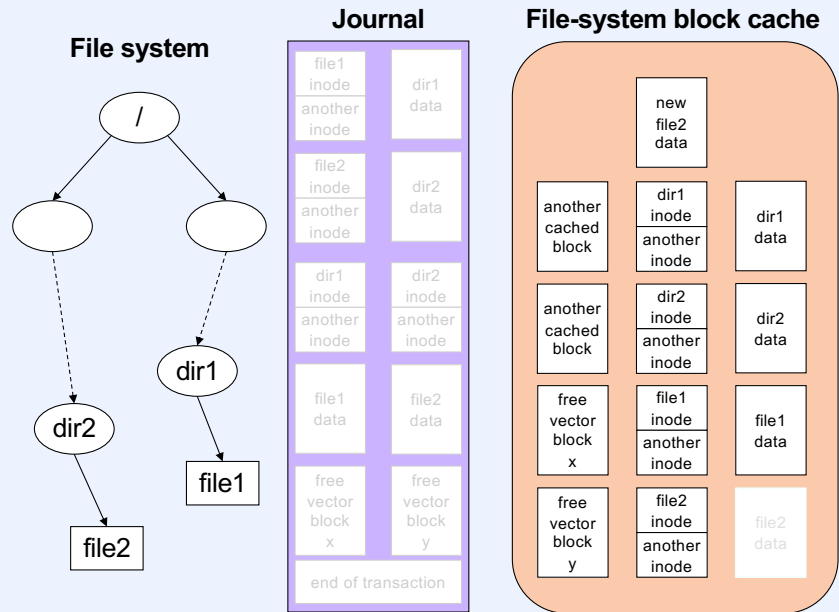 File system
/
dir1
dir2
file1
file2
Journal
file1
inode
another
inode
dir1
data
file2
inode
another
inode
dir2
data
dir1
inode
another
inode
dir2
inode
another
inode
file1
data
file2
data
free
vector
block
x
free
vector
block
y
end of transaction
File-system block cache
new
file2
data
another
cached
block
dir1
inode
another
inode
dir1
data
another
cached
block
dir2
inode
another
inode
dir2
data
free
vector
block
x
file1
inode
another
inode
file1
data
free
vector
block
y
file2
inode
another
inode
file2
data